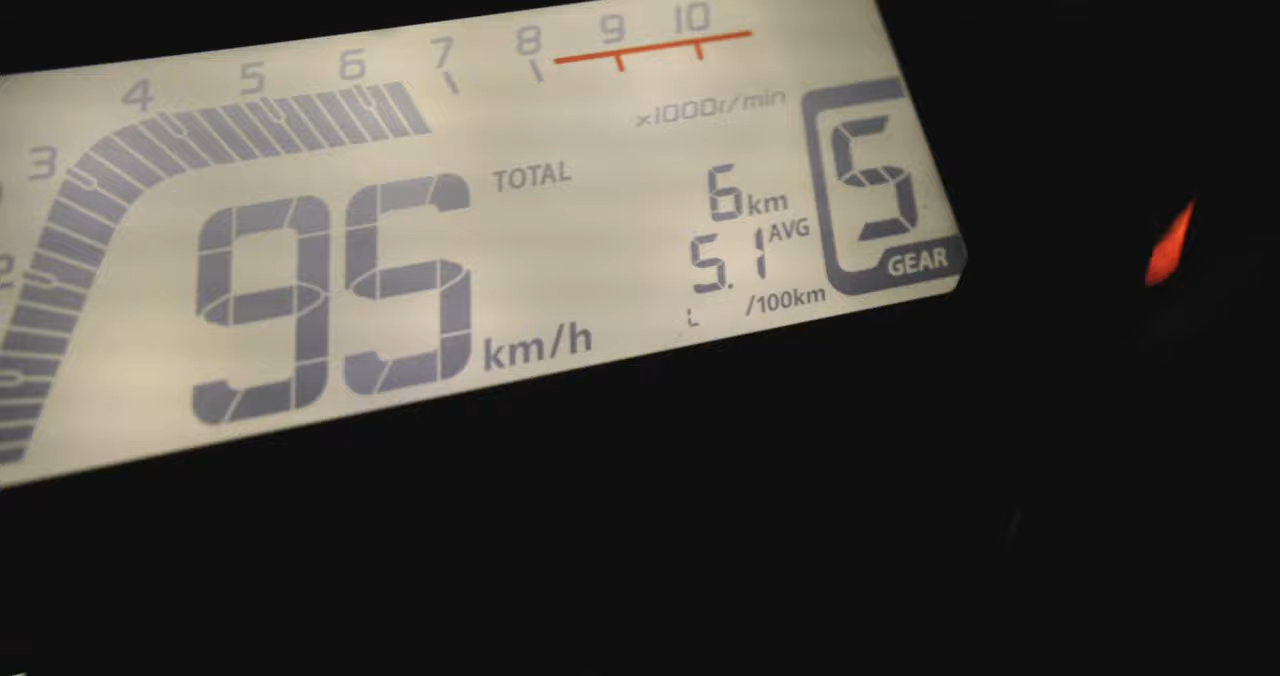 3 4 5 6 7 8 9 10
x1000r/min
95 km/h
TOTAL 6 km
5.1 AVG
L /100km
5
GEAR